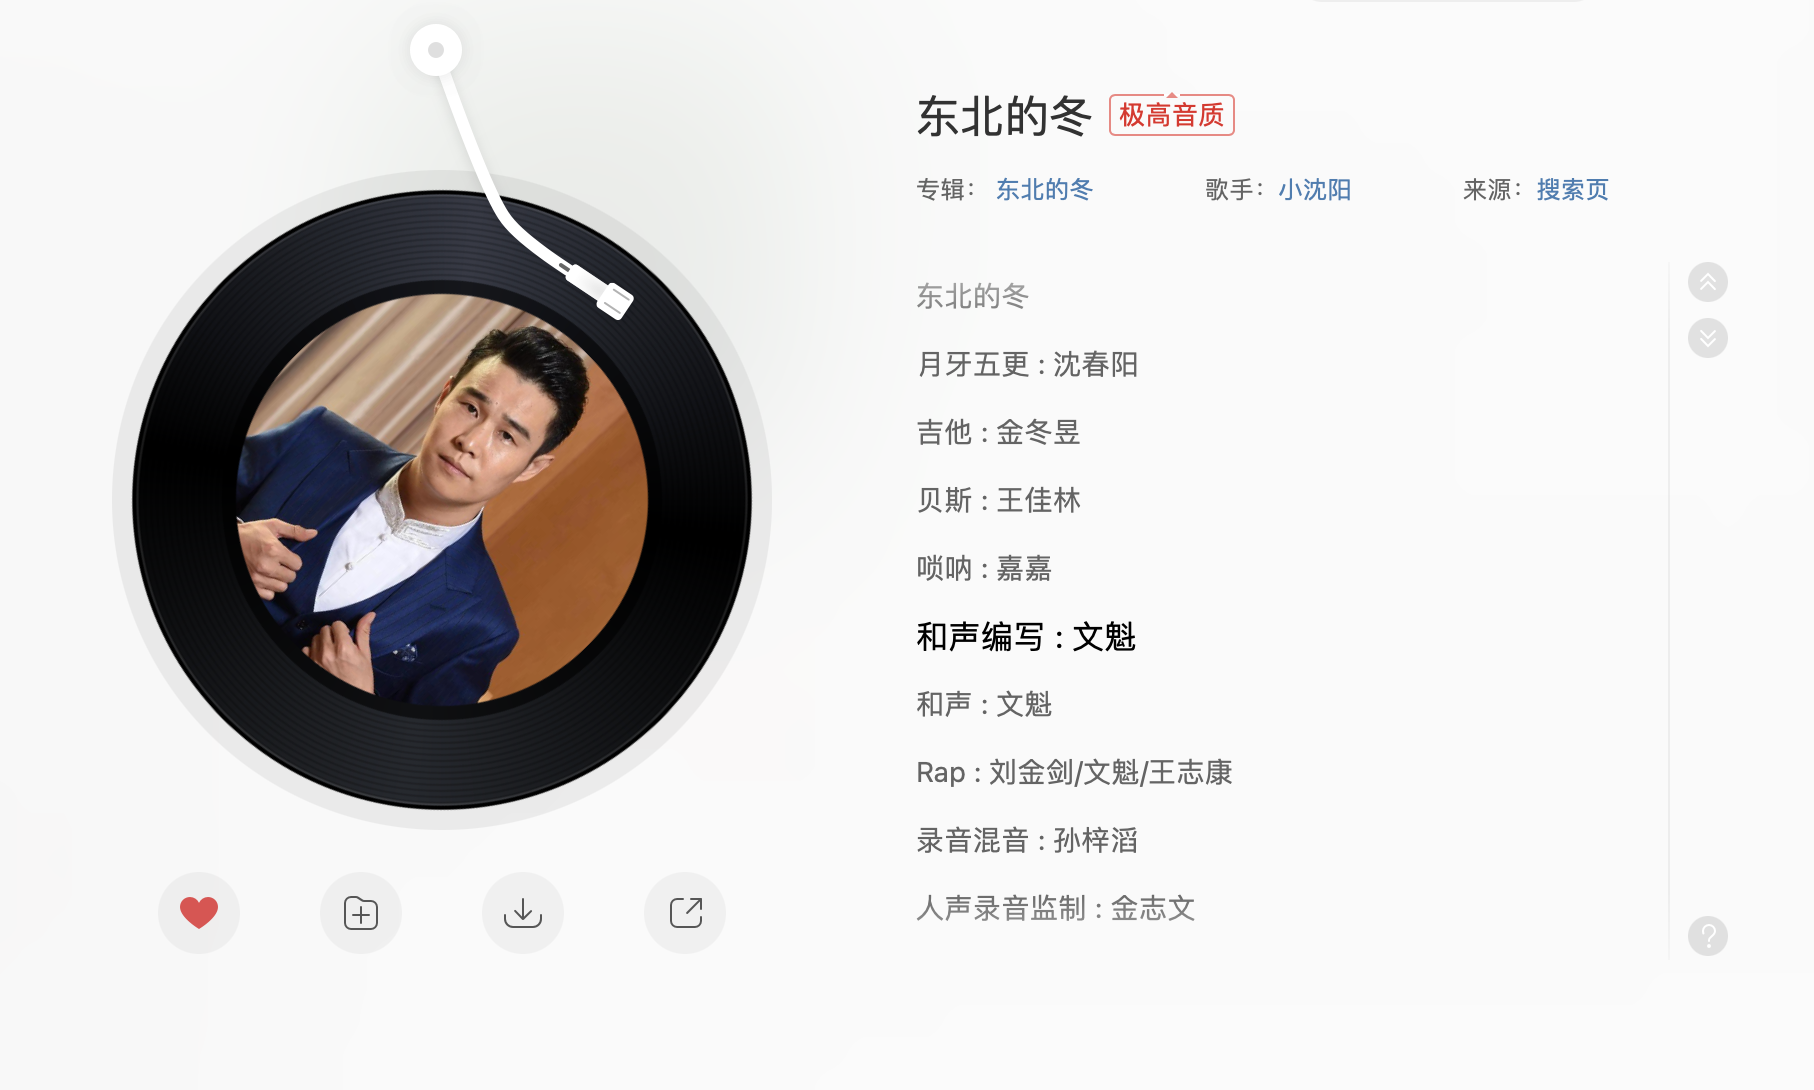 东北的冬 极高音质
专辑： 东北的冬 歌手： 小沈阳 来源： 搜索页
东北的冬
月牙五更 : 沈春阳
吉他 : 金冬昱
贝斯 : 王佳林
唢呐 : 嘉嘉
和声编写 : 文魁
和声 : 文魁
Rap : 刘金剑/文魁/王志康
录音混音 : 孙梓滔
人声录音监制 : 金志文
?